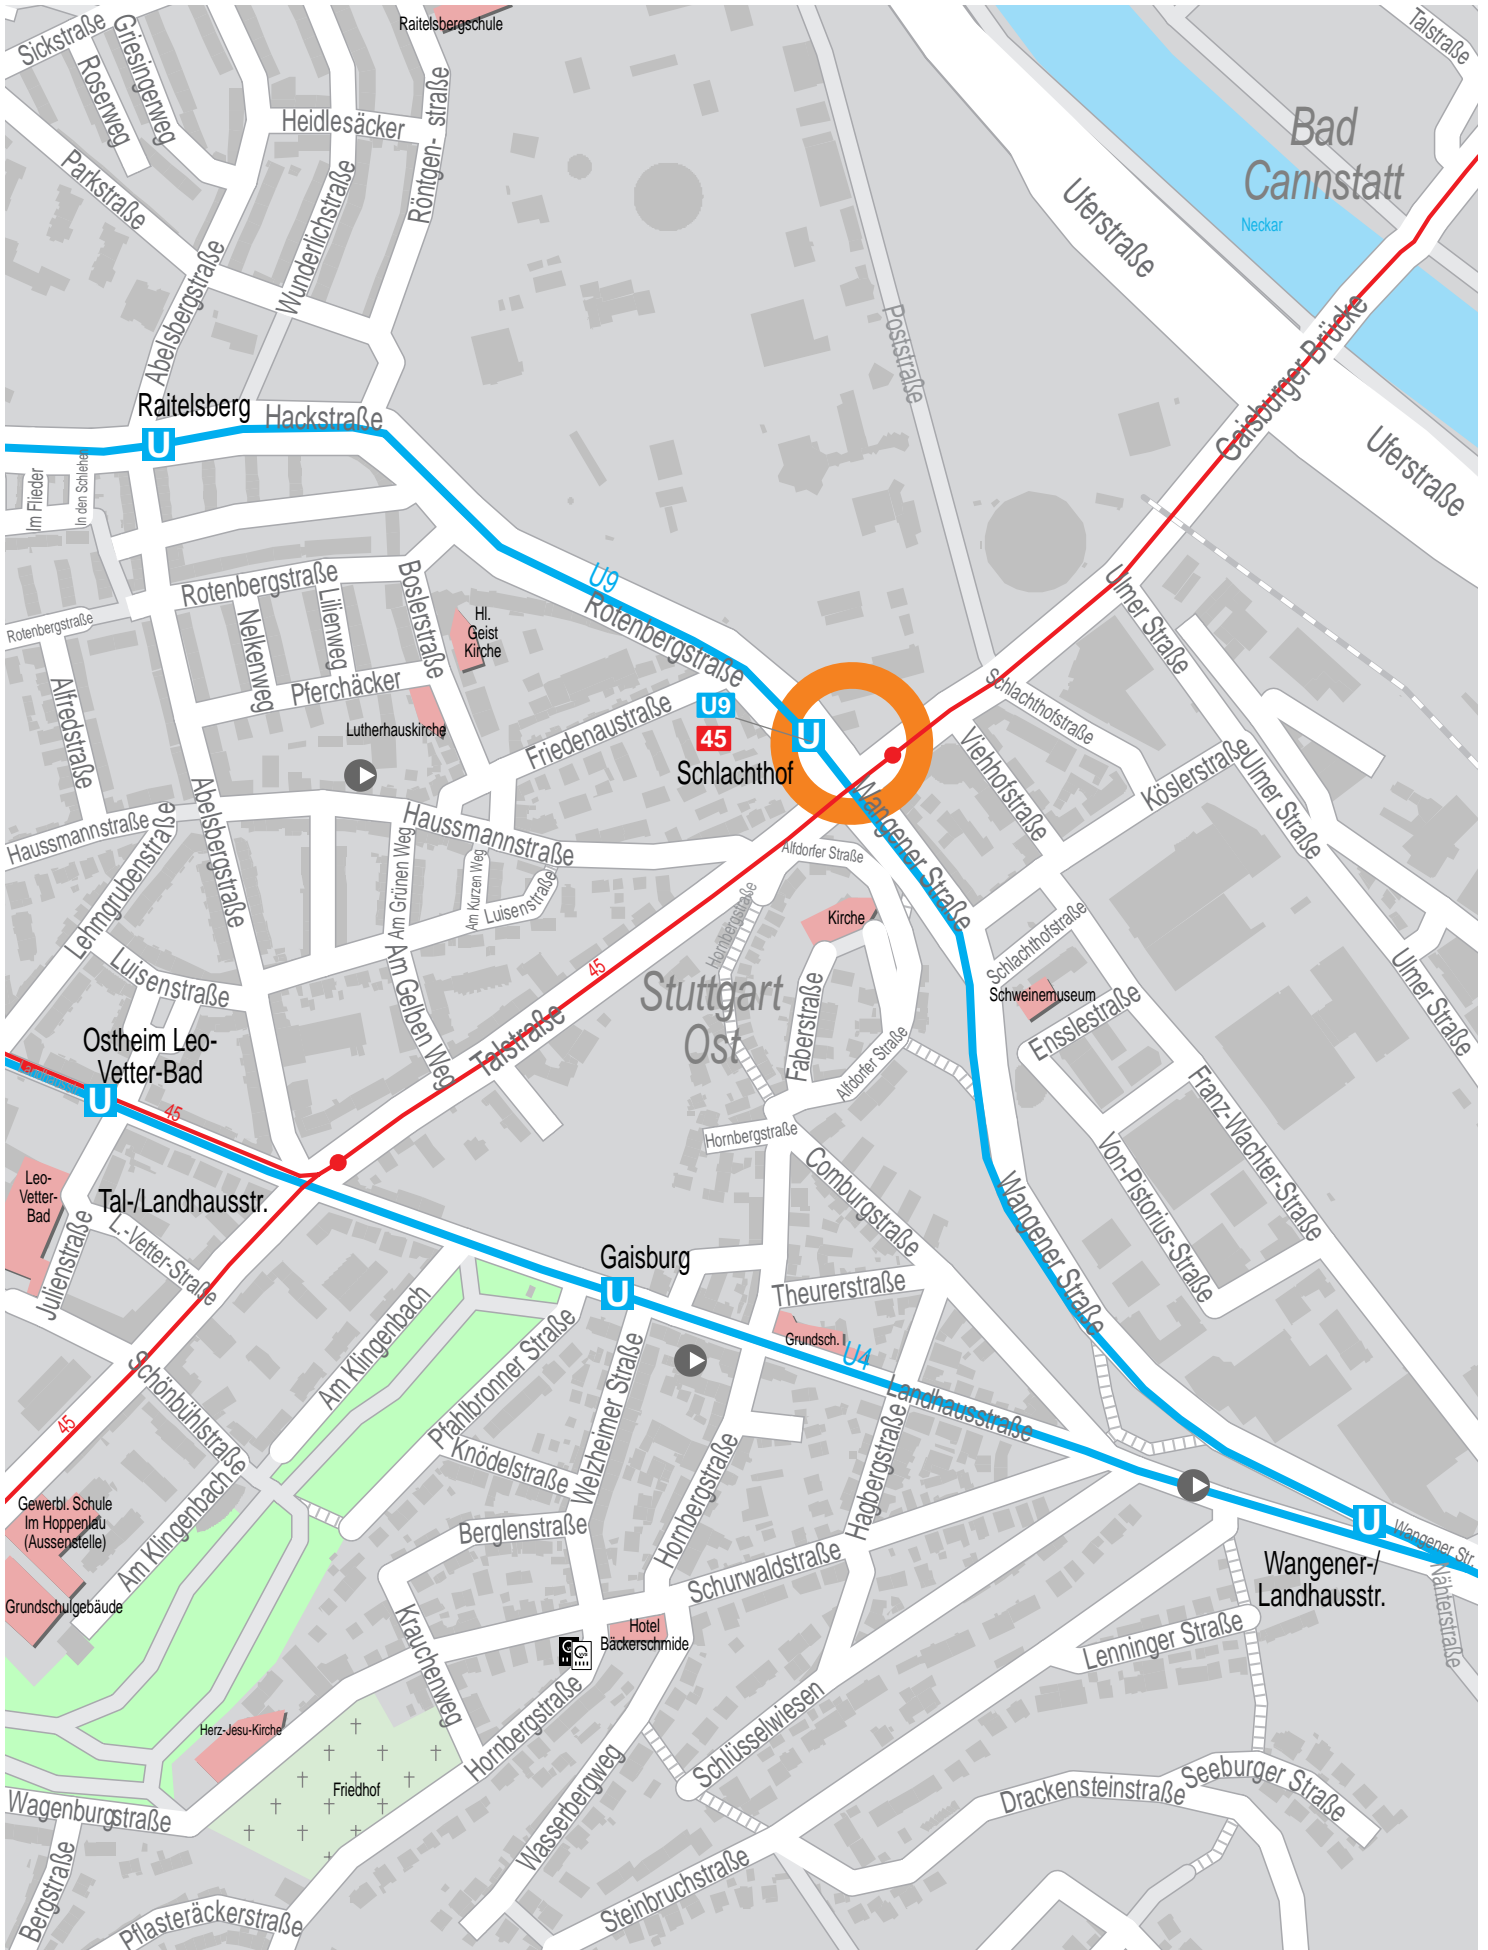 Raitelsbergschule
Sickstraße
Griesingerweg
Roserweg
Heidlesäcker
Röntgen- straße
Talstraße
Bad
Cannstatt
Neckar
Parkstraße
Wunderlichstraße
Abelsbergstraße
Uferstraße
Poststraße
Gaisburger Brücke
Uferstraße
Raitelsberg
U
Hackstraße
Im Flieder
In den Schlehen
Rotenbergstraße
Lilienweg
Nelkenweg
Boslerstraße
Hl.
Geist
Kirche
U9
Rotenbergstraße
Rotenbergstraße
Pferchäcker
Alfredstraße
Lutherhauskirche
Friedenaustraße
U9
45
U
Schlachthof
Ulmer Straße
Schlachthofstraße
Viehhofstraße
Köslerstraße
Ulmer Straße
Haussmannstraße
Abelsbergstraße
Haussmannstraße
Lehmgrubenstraße
Am Grünen Weg
Am Kurzen Weg
Luisenstraße
Alfdorfer Straße
Wangener Straße
Kirche
Hornbergstraße
Luisenstraße
Am Gelben Weg
45
Stuttgart
Ost
Talstraße
Faberstraße
Alfdorfer Straße
Schlachthofstraße
Schweinemuseum
Ensslestraße
Ulmer Straße
Ostheim Leo-
Vetter-Bad
U
45
Hornbergstraße
Comburgstraße
Franz-Wachter-Straße
Von-Pistorius-Straße
Wangener Straße
Leo-
Vetter-
Bad
Tal-/Landhausstr.
L.-Vetter-Straße
Julienstraße
Gaisburg
U
Theurerstraße
Grundsch.
U4
Landhausstraße
Am Klingenbach
Pfahlbronner Straße
Welzheimer Straße
Schönbühlstraße
45
Knödelstraße
Hornbergstraße
Hagbergstraße
Gewerbl. Schule
Im Hoppenlau
(Aussenstelle)
Am Klingenbach
Grundschulgebäude
Berglenstraße
Schurwaldstraße
U
Wangener Str.
Wangener-/
Landhausstr.
Nähterstraße
Krauchenweg
Hotel
Bäckerschmide
Lenninger Straße
Herz-Jesu-Kirche
Hornbergstraße
Schlüsselwiesen
Friedhof
Wagenburgstraße
Wasserbergweg
Drackensteinstraße
Seeburger Straße
Bergstraße
Pflasteräckerstraße
Steinbruchstraße